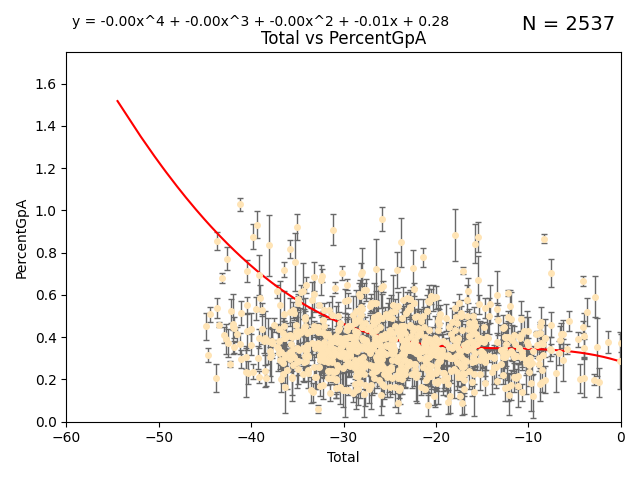 y = -0.00x^4 + -0.00x^3 + -0.00x^2 + -0.01x + 0.28
N = 2537
Total vs PercentGpA
1.6
1.4
1.2
1.0
0.8
0.6
0.4
0.2
0.0
PercentGpA
−60 −50 −40 −30 −20 −10 0
Total